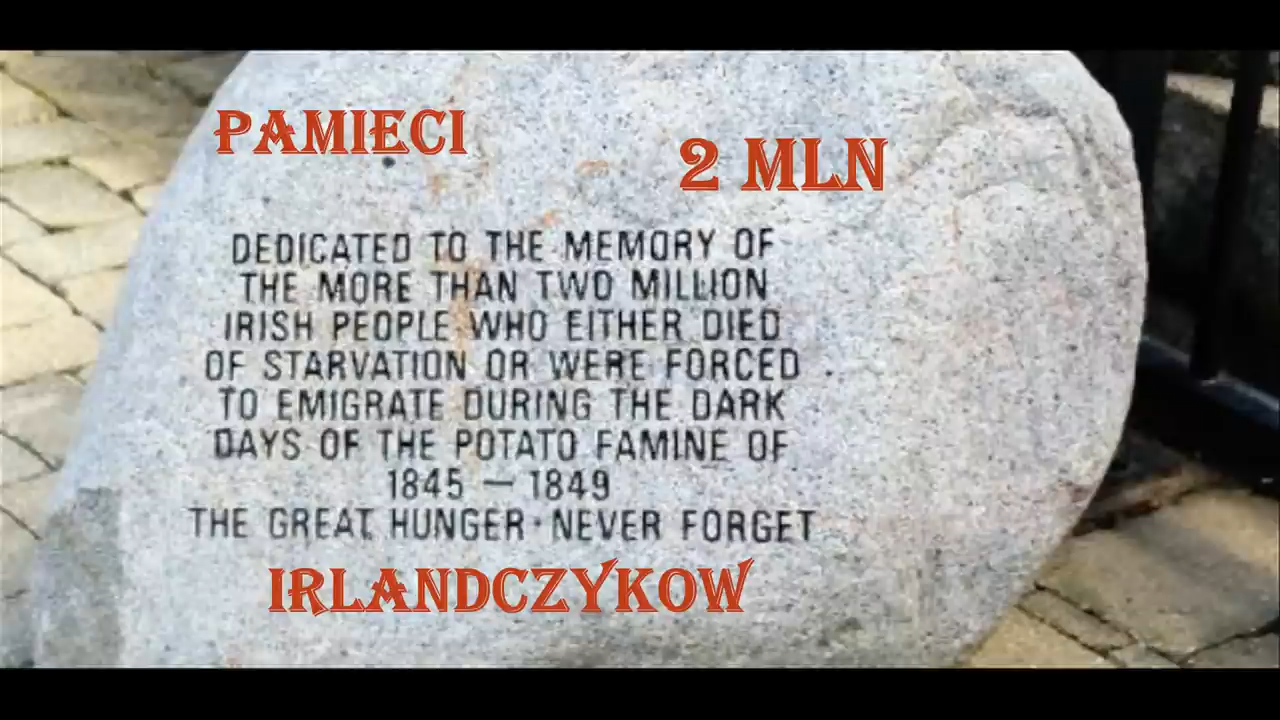 PAMIECI
2 MLN
DEDICATED TO THE MEMORY OF
THE MORE THAN TWO MILLION
IRISH PEOPLE WHO EITHER DIED
OF STARVATION OR WERE FORCED
TO EMIGRATE DURING THE DARK
DAYS OF THE POTATO FAMINE OF
1845 – 1849
THE GREAT HUNGER · NEVER FORGET
IRLANDCZYKOW